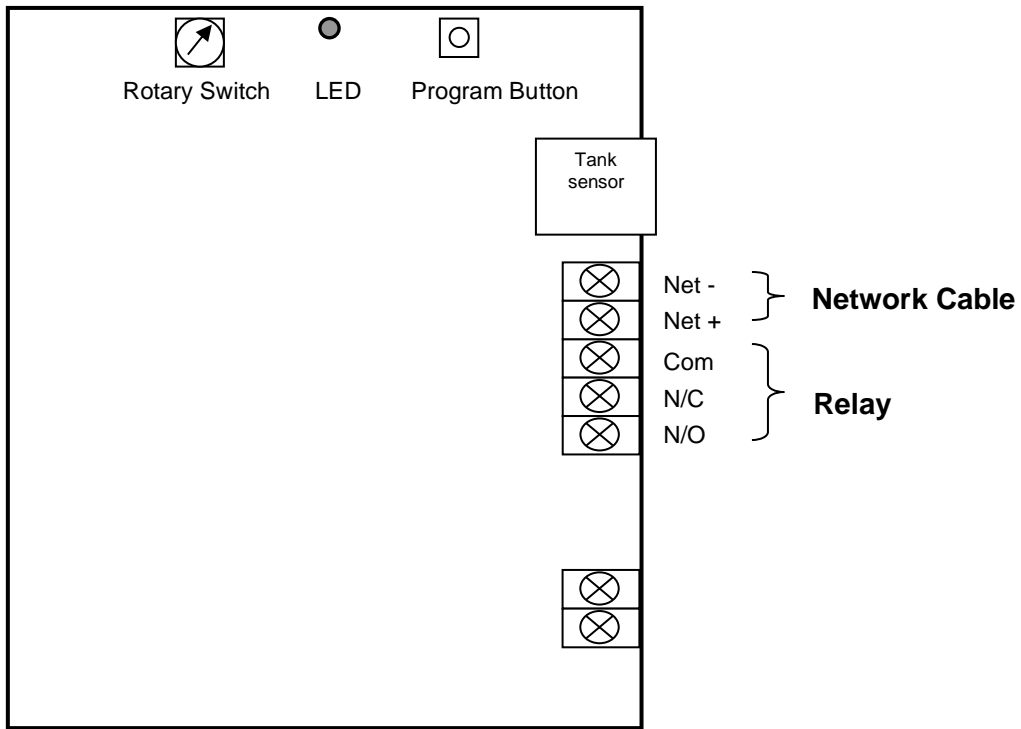 Rotary Switch LED Program Button
Tank
sensor
Net -
Net +
Network Cable
Com
N/C
N/O
Relay